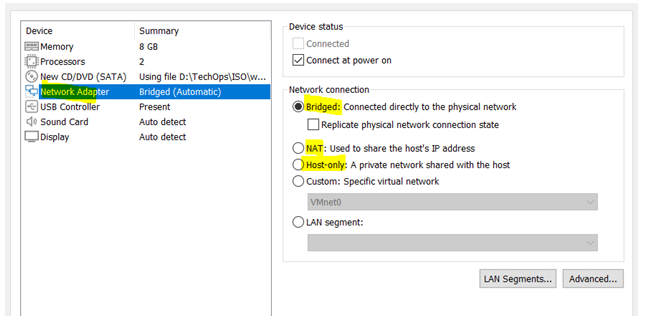 Device Summary
Memory 8 GB
Processors 2
New CD/DVD (SATA) Using file D:\TechOps\ISO\w...
Network Adapter Bridged (Automatic)
USB Controller Present
Sound Card Auto detect
Display Auto detect
Device status
Connected
Connect at power on
Network connection
Bridged: Connected directly to the physical network
Replicate physical network connection state
NAT: Used to share the host's IP address
Host-only: A private network shared with the host
Custom: Specific virtual network
VMnet0
LAN segment:
LAN Segments... Advanced...